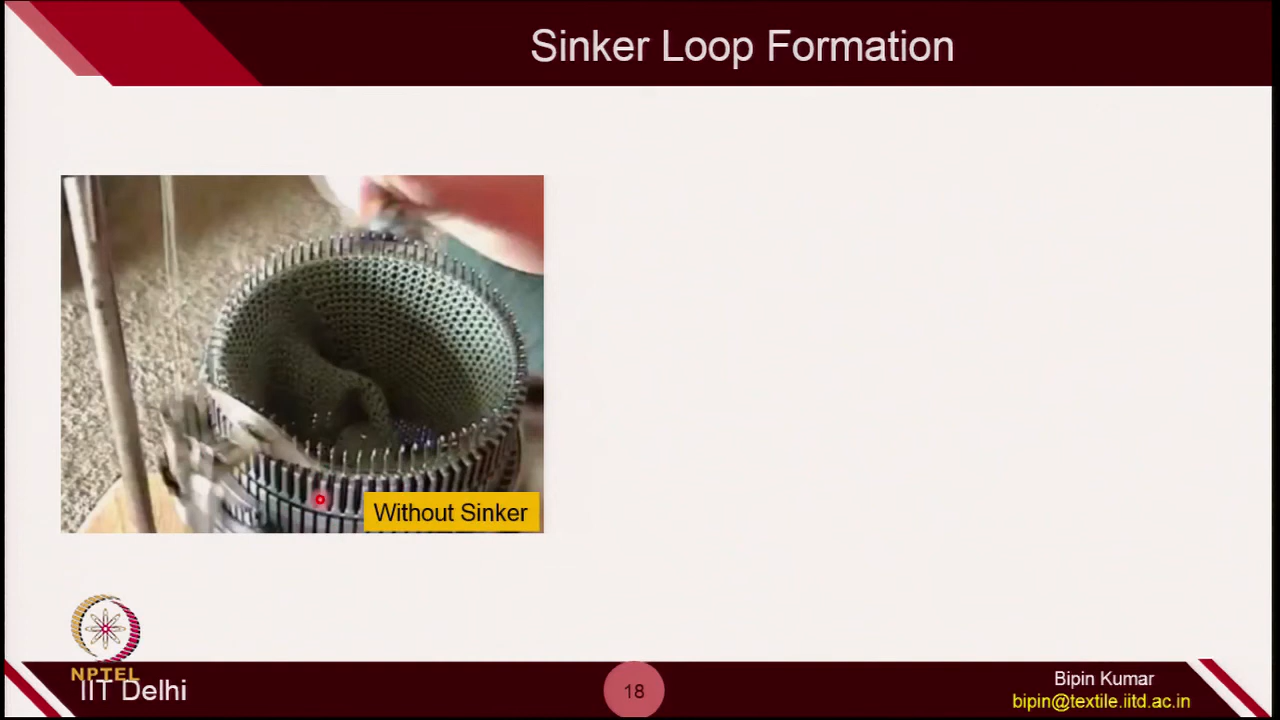 Sinker Loop Formation
Without Sinker
NPTEL
IIT Delhi
18
Bipin Kumar
bipin@textile.iitd.ac.in